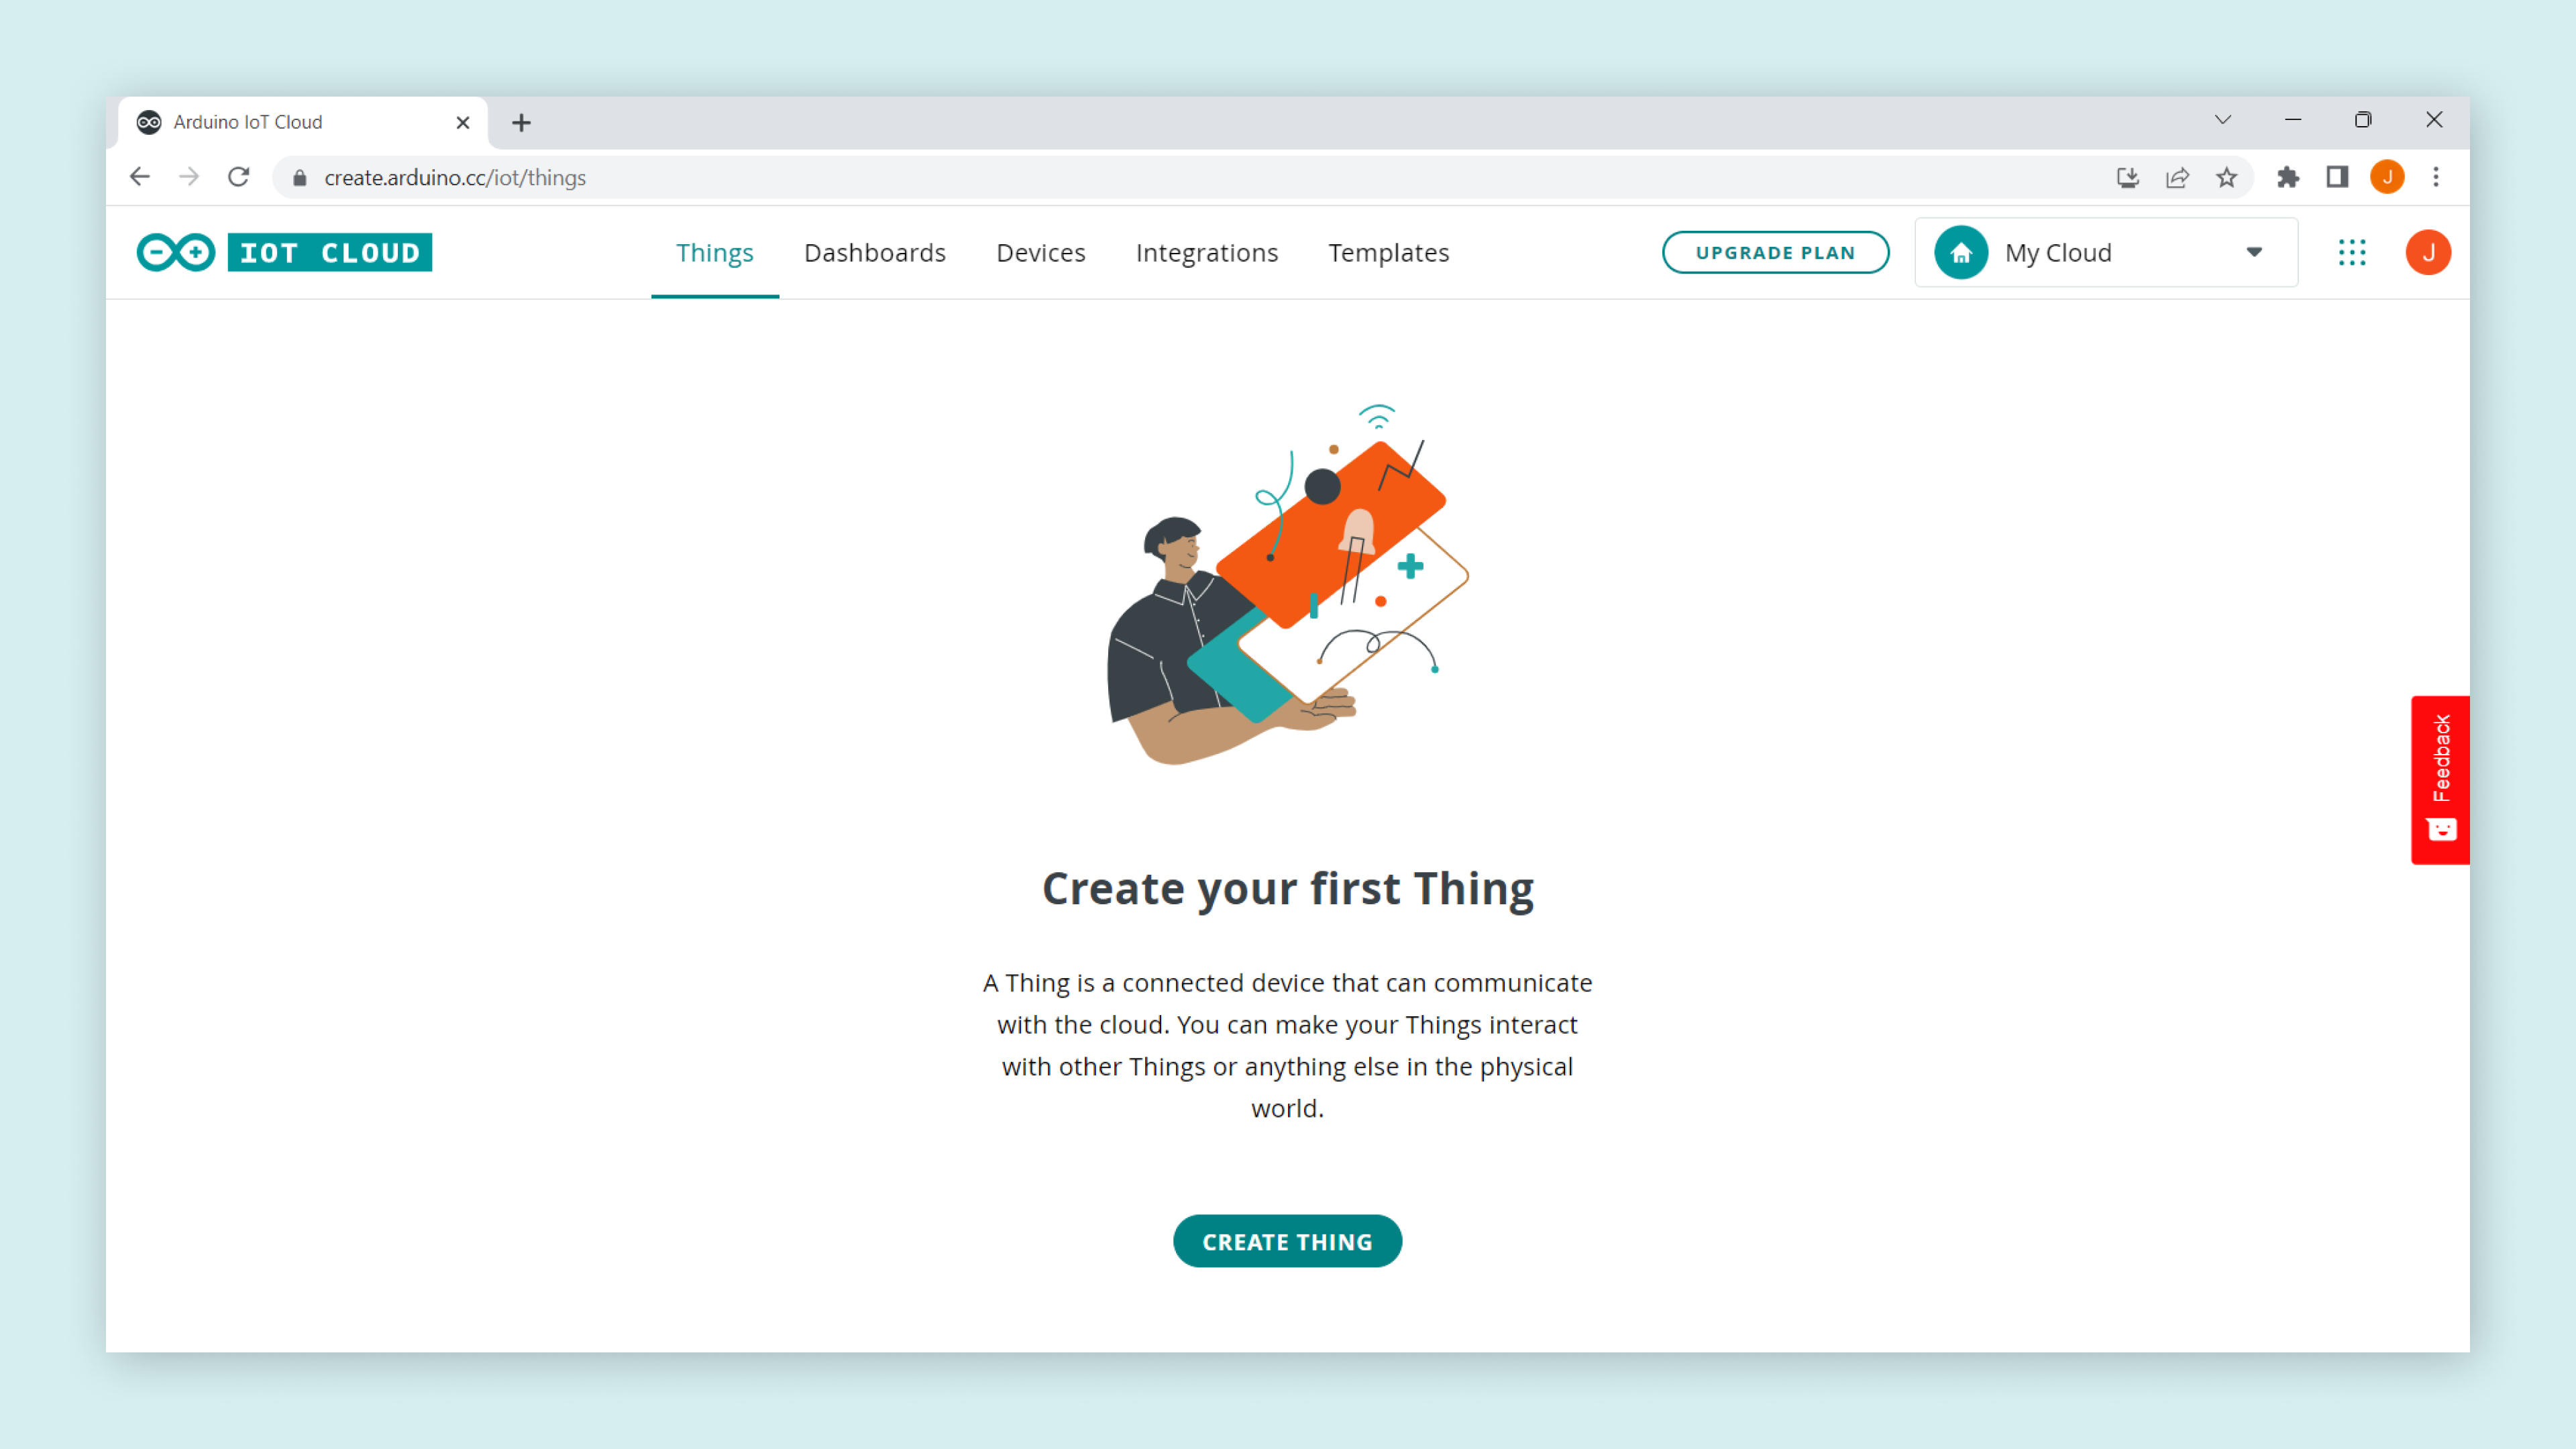 Arduino IoT Cloud
create.arduino.cc/iot/things
IOT CLOUD
Things
Dashboards
Devices
Integrations
Templates
UPGRADE PLAN
My Cloud
J
J
Feedback
Create your first Thing
A Thing is a connected device that can communicate
with the cloud. You can make your Things interact
with other Things or anything else in the physical
world.
CREATE THING